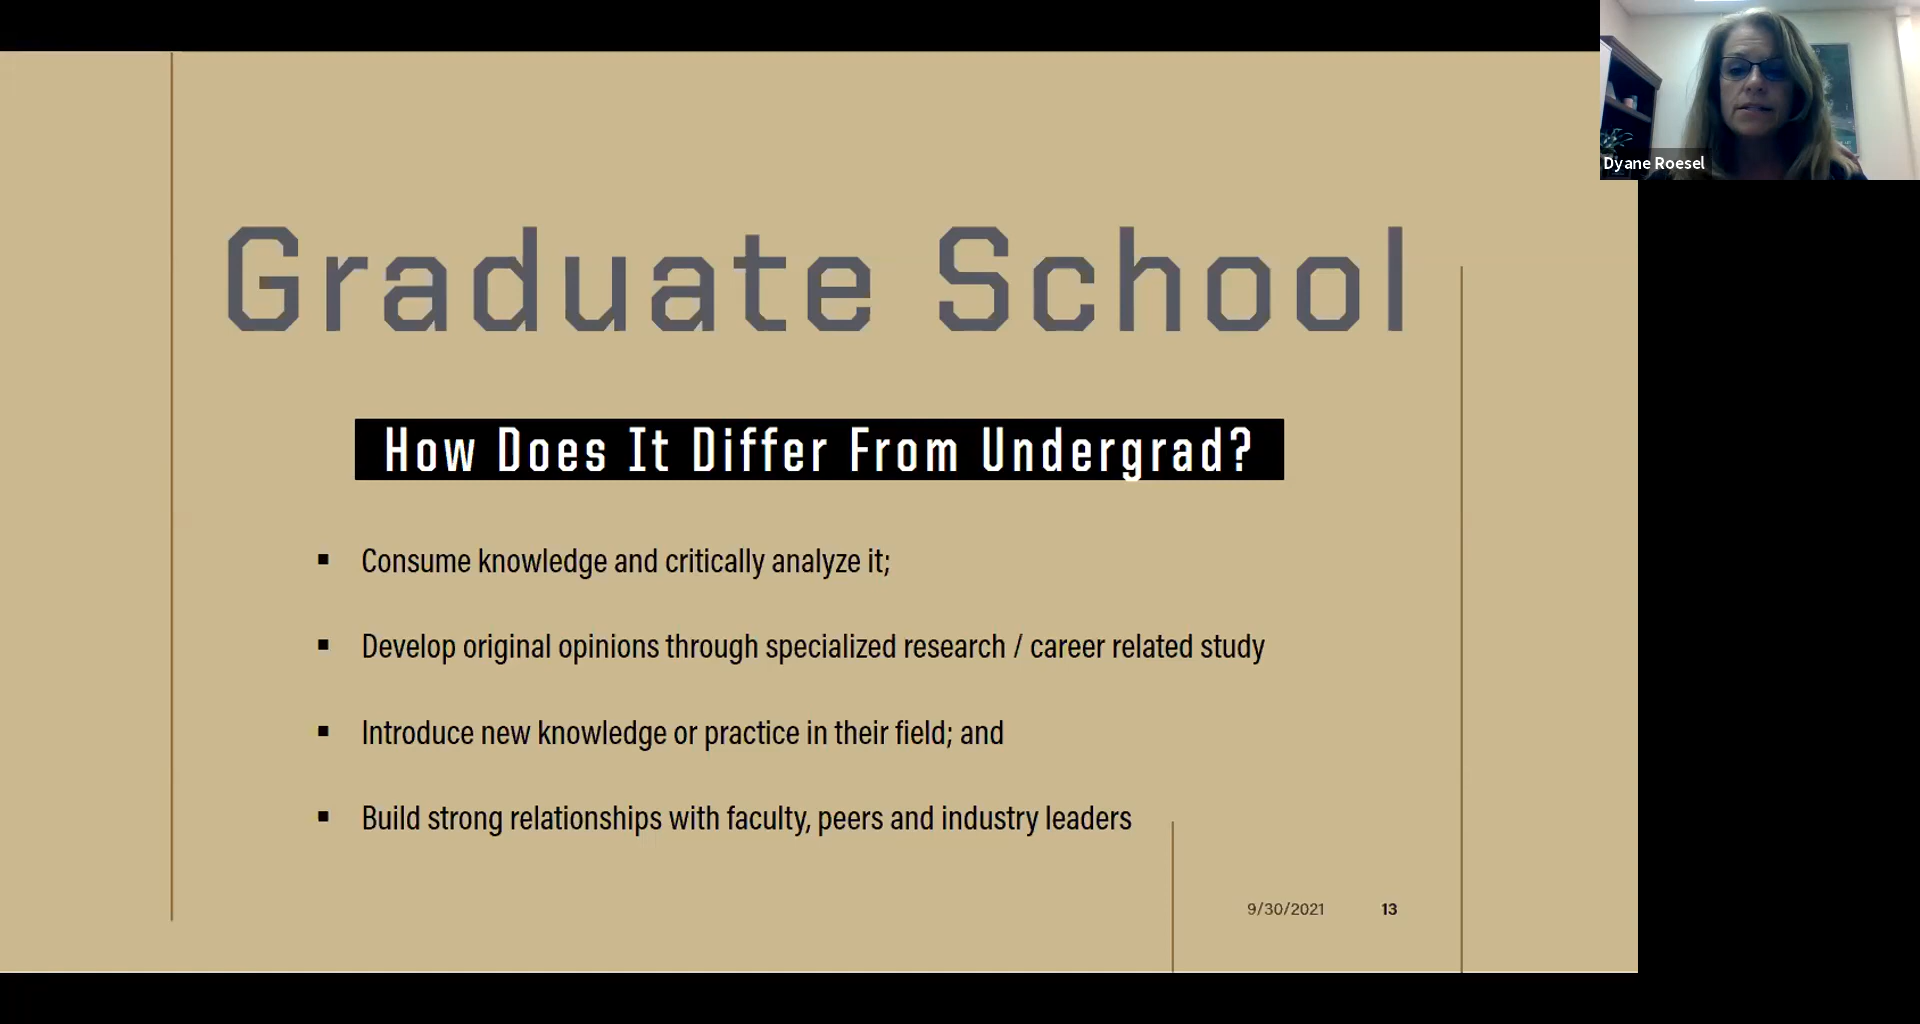 Dyane Roesel
Graduate School
How Does It Differ From Undergrad?
▪ Consume knowledge and critically analyze it;
▪ Develop original opinions through specialized research / career related study
▪ Introduce new knowledge or practice in their field; and
▪ Build strong relationships with faculty, peers and industry leaders
9/30/2021 13